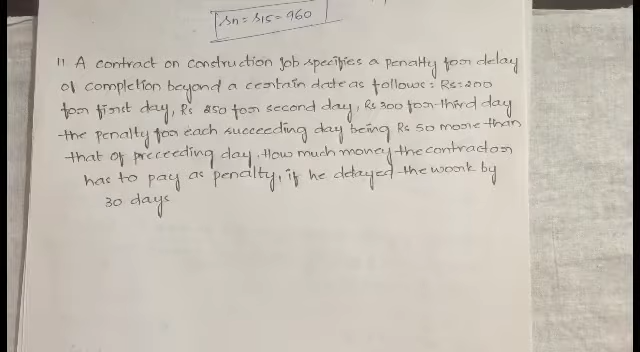 Sn = S15 = 960
11 A contract on construction job specifies a penalty for delay
of completion beyond a certain date as follows: Rs=200
for first day, Rs 250 for second day, Rs 300 for third day
the penalty for each succeeding day being Rs 50 more than
that of preceeding day. How much money the contractor
has to pay as penalty, if he delayed the work by
30 days